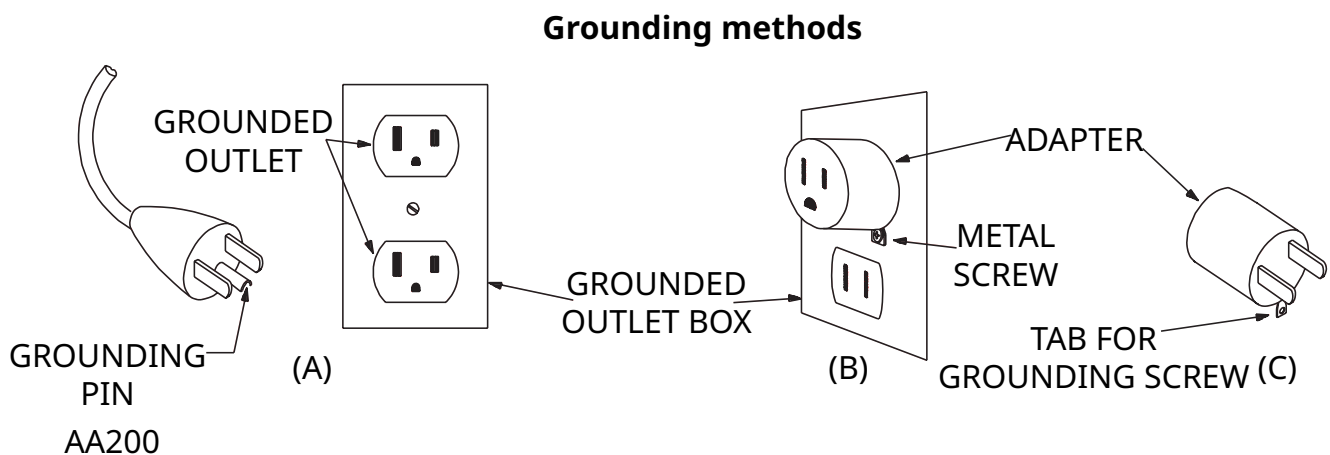 Grounding methods
GROUNDED
OUTLET
GROUNDING
PIN
AA200
(A)
GROUNDED
OUTLET BOX
ADAPTER
METAL
SCREW
(B)
TAB FOR
GROUNDING SCREW
(C)